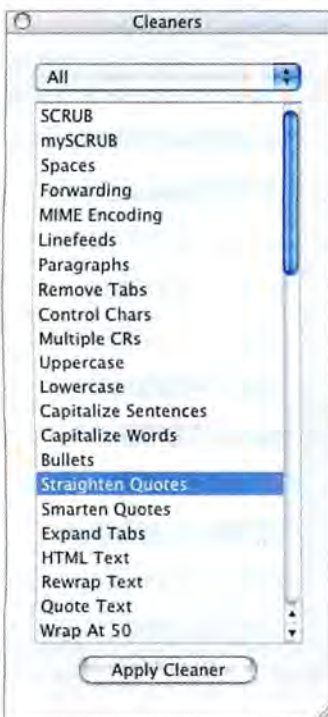 Cleaners
All
SCRUB
mySCRUB
Spaces
Forwarding
MIME Encoding
Linefeeds
Paragraphs
Remove Tabs
Control Chars
Multiple CRs
Uppercase
Lowercase
Capitalize Sentences
Capitalize Words
Bullets
Straighten Quotes
Smarten Quotes
Expand Tabs
HTML Text
Rewrap Text
Quote Text
Wrap At 50
Apply Cleaner